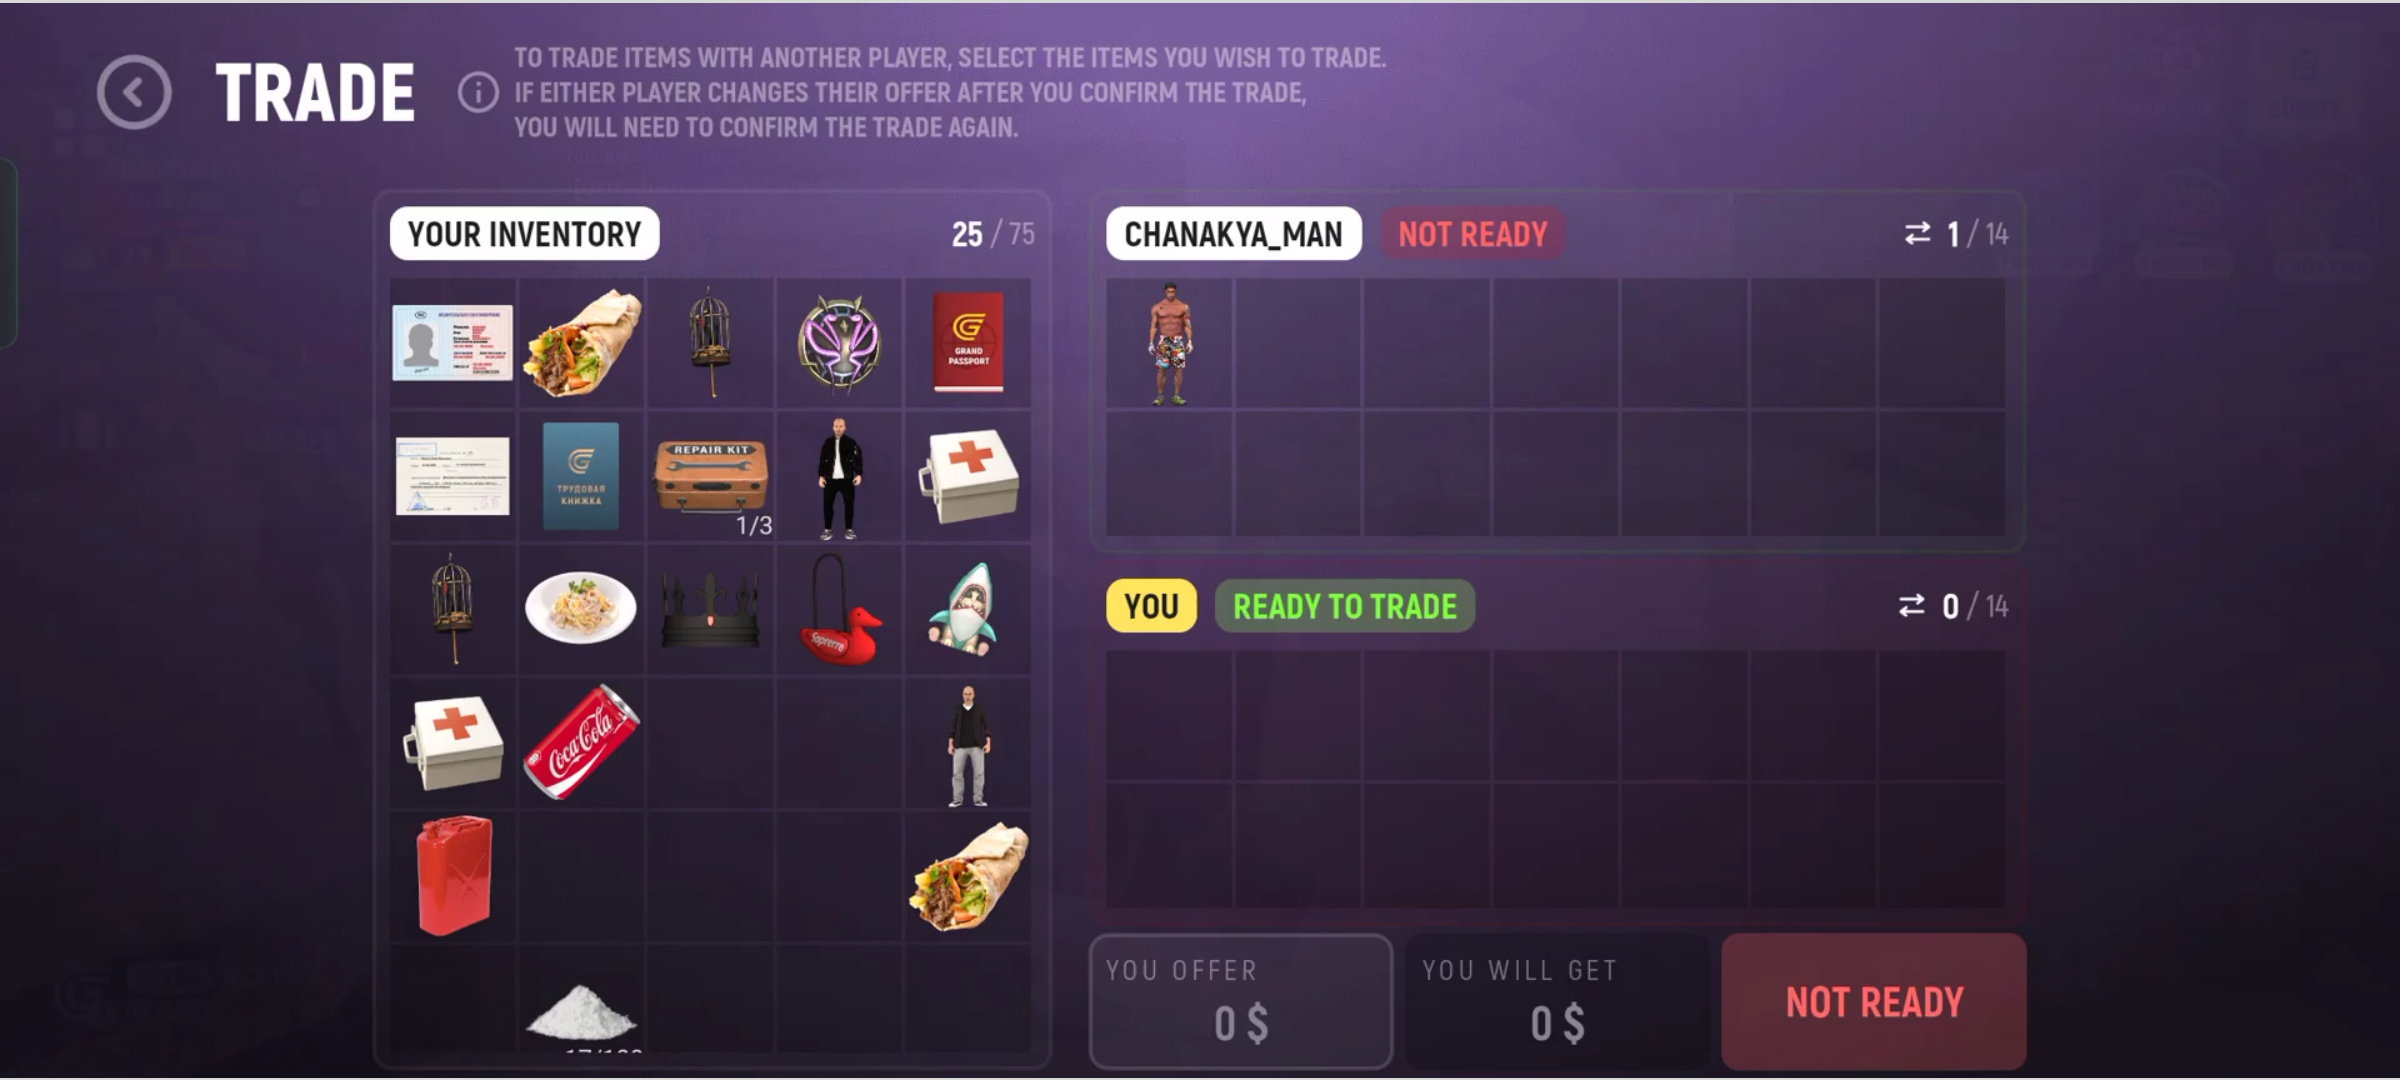 TRADE
TO TRADE ITEMS WITH ANOTHER PLAYER, SELECT THE ITEMS YOU WISH TO TRADE.
IF EITHER PLAYER CHANGES THEIR OFFER AFTER YOU CONFIRM THE TRADE,
YOU WILL NEED TO CONFIRM THE TRADE AGAIN.
YOUR INVENTORY
25 / 75
GRAND
PASSPORT
ТРУДОВАЯ
КНИЖКА
REPAIR KIT
1/3
Saprerre
Coca-Cola
CHANAKYA_MAN
NOT READY
1 / 14
YOU
READY TO TRADE
0 / 14
YOU OFFER
0 $
YOU WILL GET
0 $
NOT READY